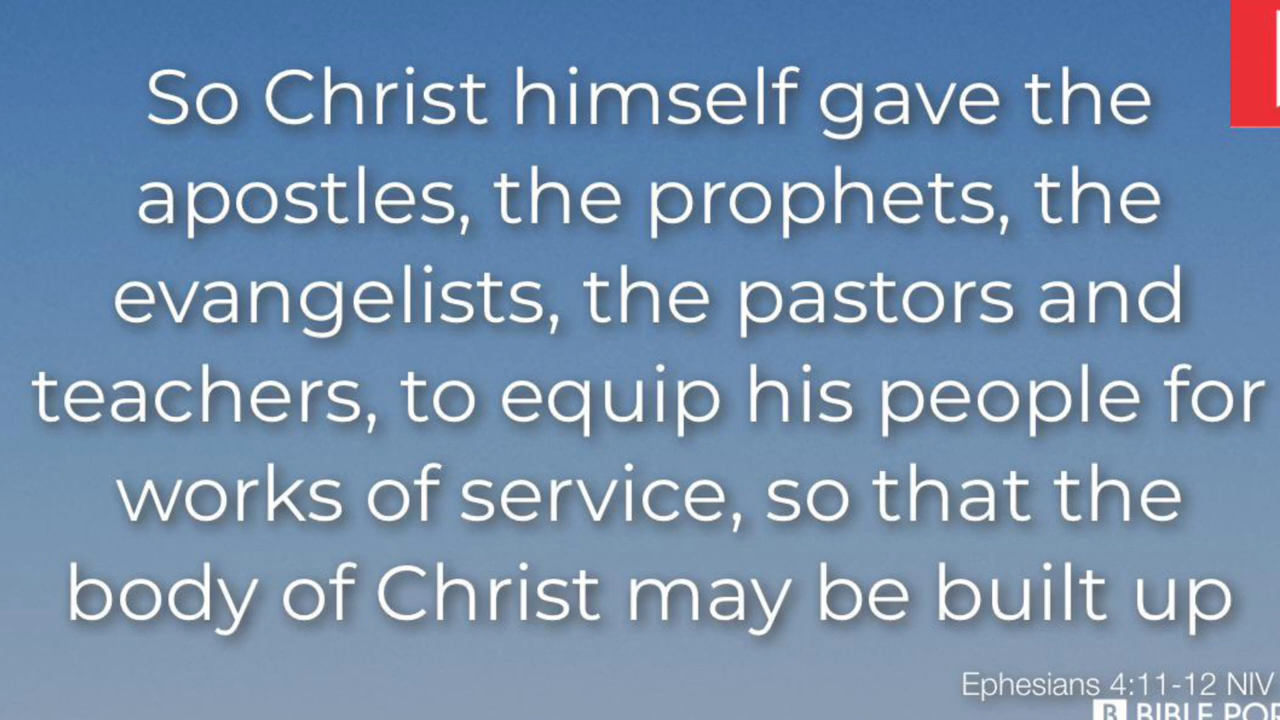 So Christ himself gave the
apostles, the prophets, the
evangelists, the pastors and
teachers, to equip his people for
works of service, so that the
body of Christ may be built up
Ephesians 4:11-12 NIV
B BIBLE